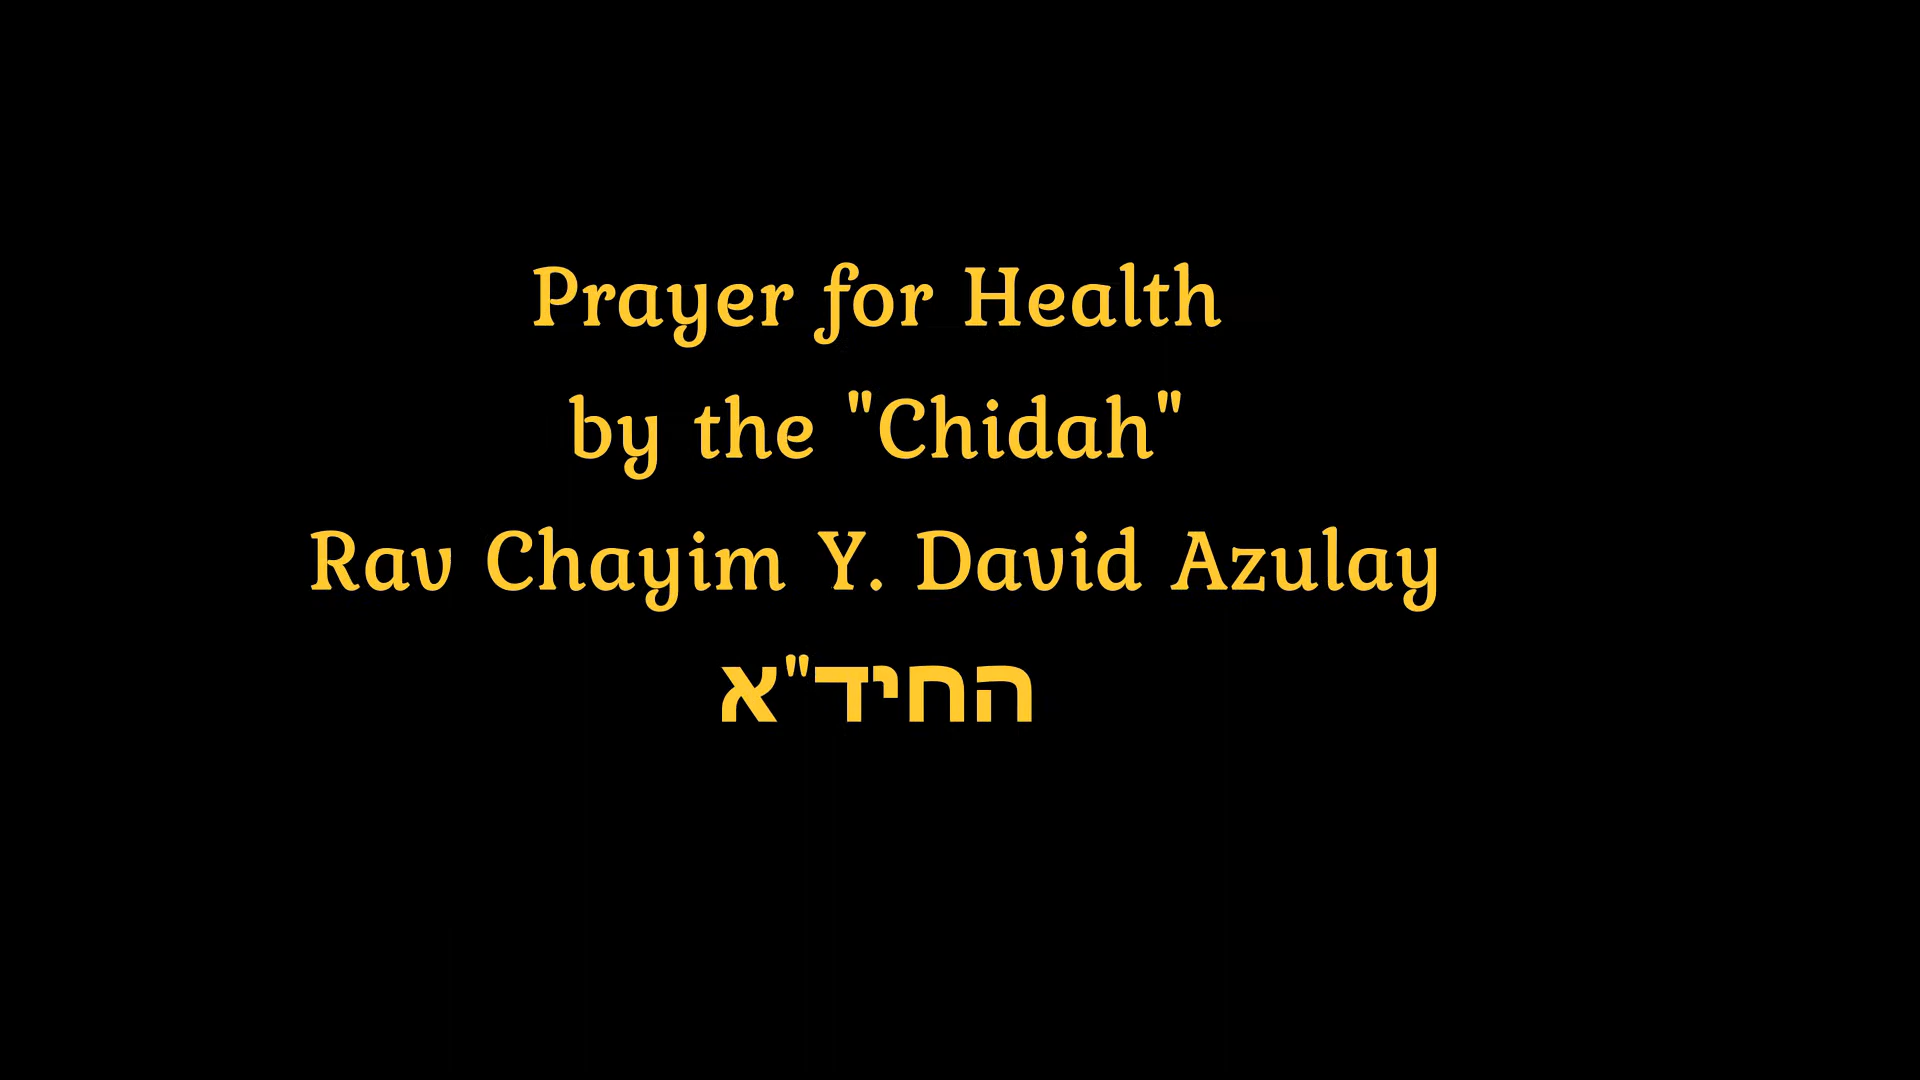 Prayer for Health
by the "Chidah"
Rav Chayim Y. David Azulay
החיד"א